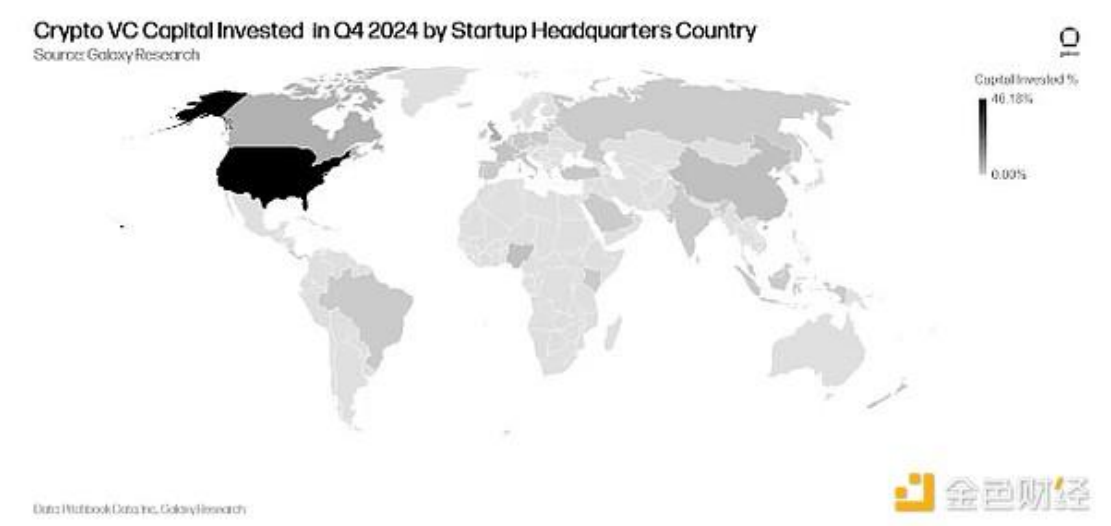 Crypto VC Capital Invested in Q4 2024 by Startup Headquarters Country
Source: Galaxy Research
Capital Invested %
46.18%
0.00%
Data: Pitchbook Data, Inc, Galaxy Research
金色财经